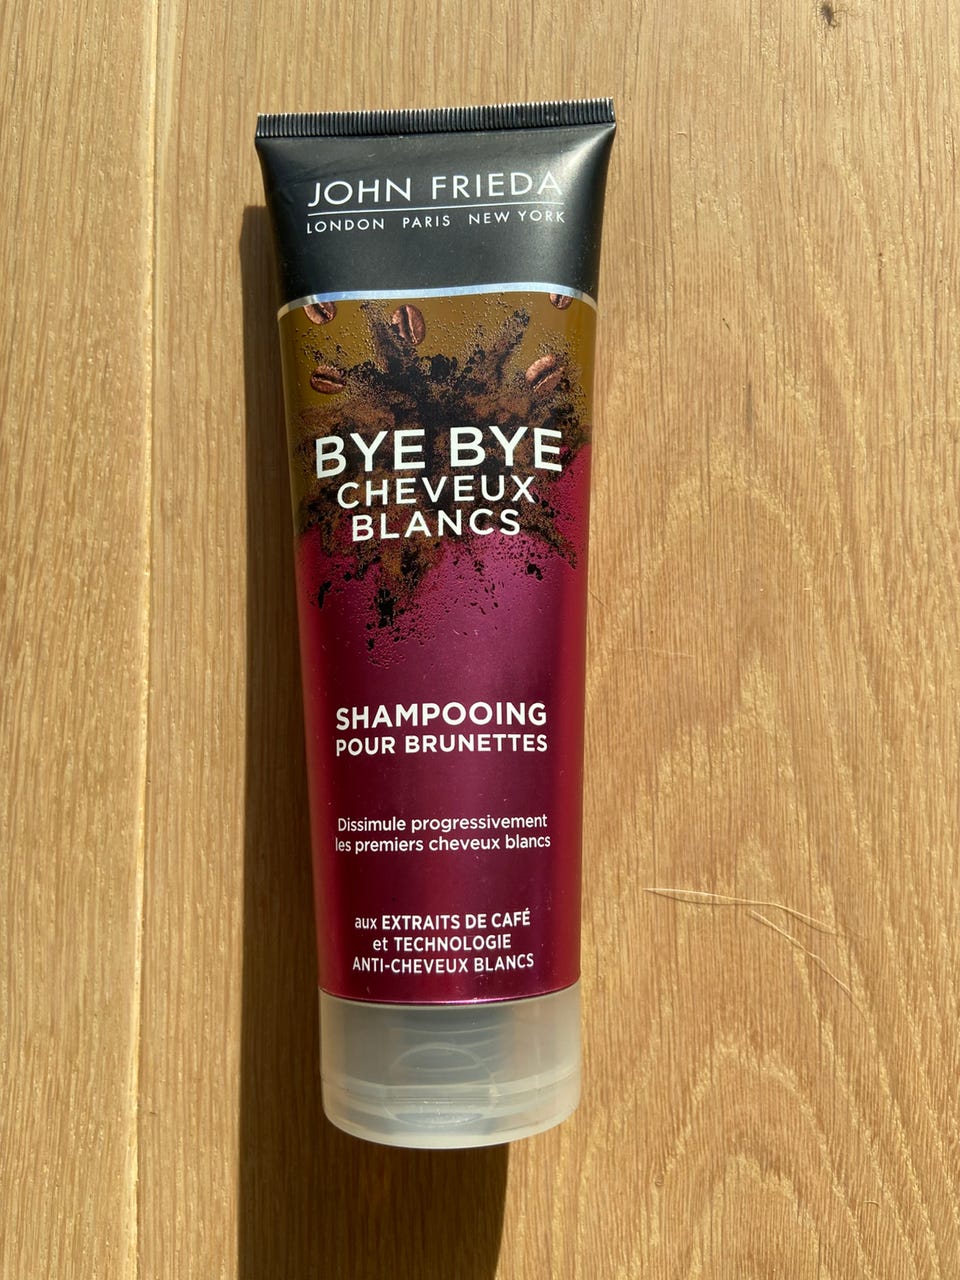 JOHN FRIEDA
LONDON PARIS NEW YORK
BYE BYE
CHEVEUX
BLANCS
SHAMPOOING
POUR BRUNETTES
Dissimule progressivement
les premiers cheveux blancs
aux EXTRAITS DE CAFÉ
et TECHNOLOGIE
ANTI-CHEVEUX BLANCS